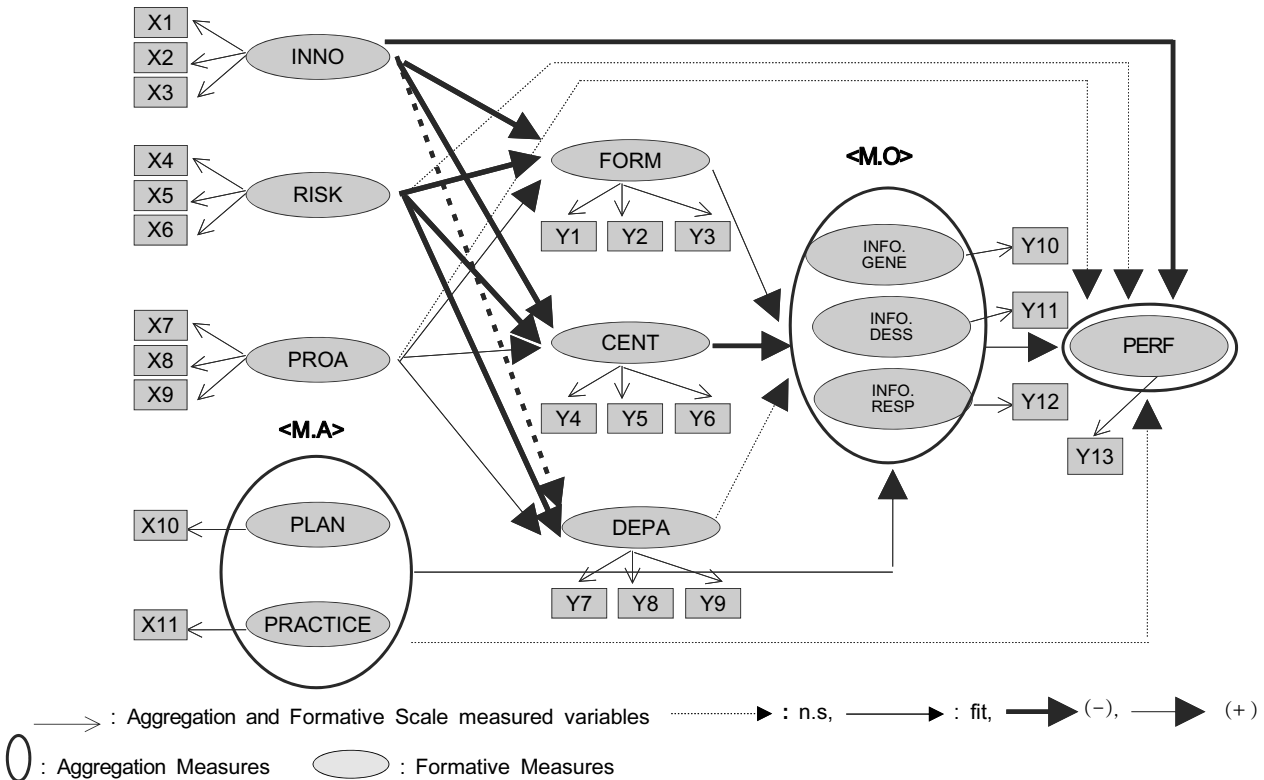 X1
X2
X3
INNO
X4
X5
X6
RISK
X7
X8
X9
PROA
<M.A>
X10
PLAN
X11
PRACTICE
FORM
Y1 Y2 Y3
CENT
Y4 Y5 Y6
DEPA
Y7 Y8 Y9
<M.O>
INFO.
GENE
INFO.
DESS
INFO.
RESP
Y10
Y11
Y12
PERF
Y13
: Aggregation and Formative Scale measured variables : n.s, : fit, (−), (+)
: Aggregation Measures : Formative Measures